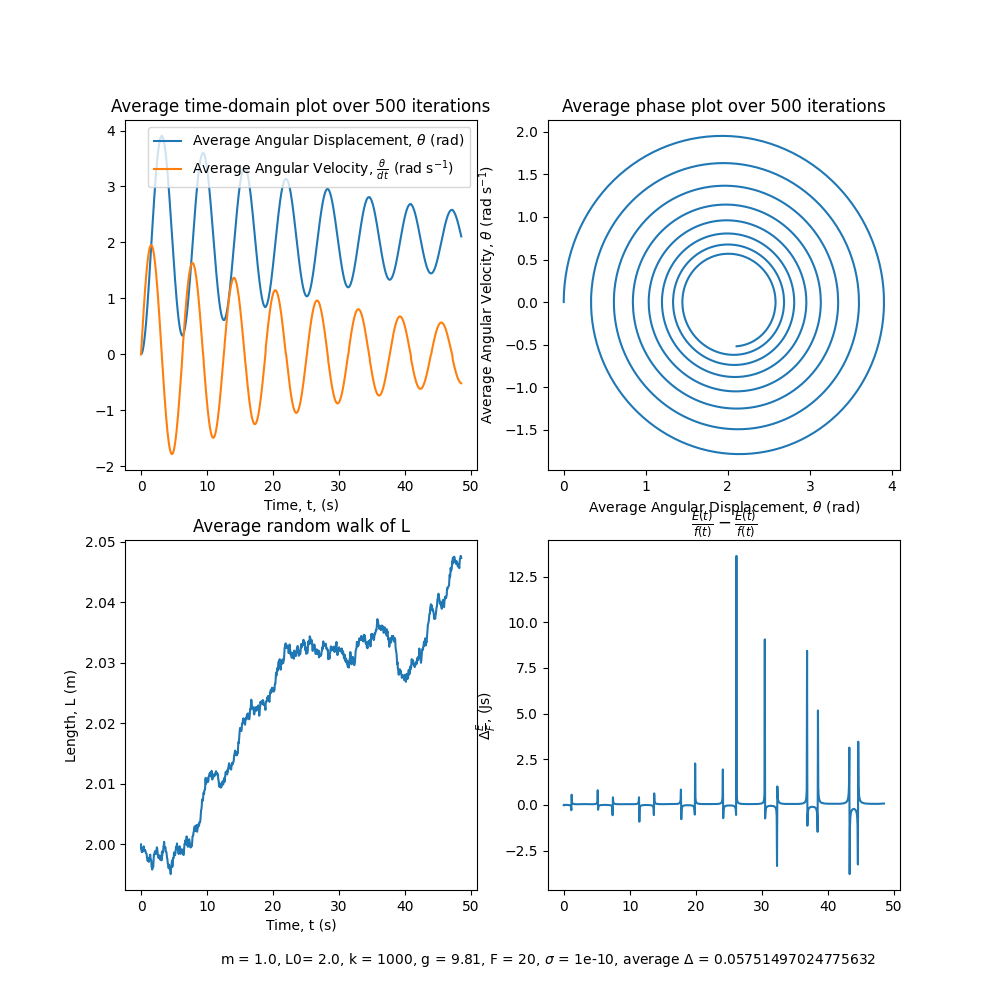 Average time-domain plot over 500 iterations
Average Angular Displacement, θ (rad)
Average Angular Velocity, θ/dt (rad s⁻¹)
4
3
2
1
0
−1
−2
0 10 20 30 40 50
Time, t, (s)
Average phase plot over 500 iterations
Average Angular Velocity, θ (rad s⁻¹)
2.0
1.5
1.0
0.5
0.0
−0.5
−1.0
−1.5
0 1 2 3 4
Average Angular Displacement, θ (rad)
Average random walk of L
Length, L (m)
2.05
2.04
2.03
2.02
2.01
2.00
0 10 20 30 40 50
Time, t (s)
E(t)/f(t) − E(t)/f(t)
Δ E/F, (Js)
12.5
10.0
7.5
5.0
2.5
0.0
−2.5
0 10 20 30 40 50
m = 1.0, L0= 2.0, k = 1000, g = 9.81, F = 20, σ = 1e-10, average Δ = 0.05751497024775632